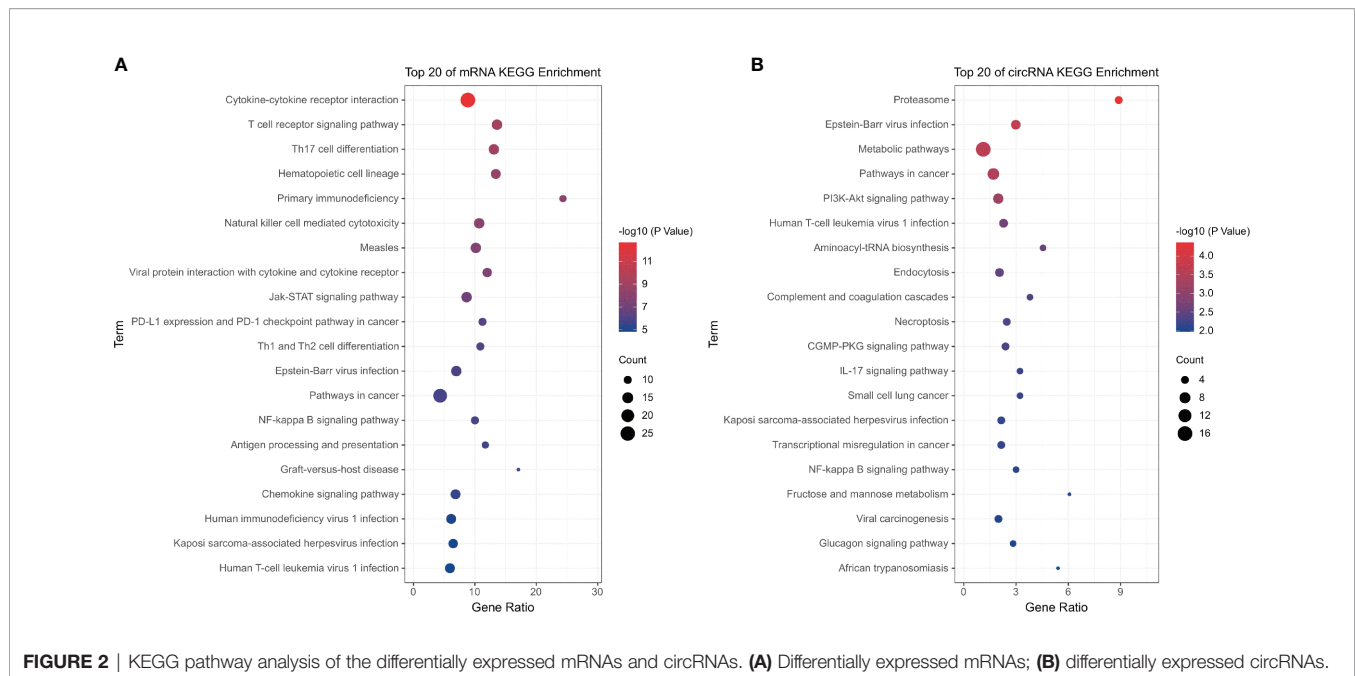 A
Top 20 of mRNA KEGG Enrichment
Term
Cytokine-cytokine receptor interaction
T cell receptor signaling pathway
Th17 cell differentiation
Hematopoietic cell lineage
Primary immunodeficiency
Natural killer cell mediated cytotoxicity
Measles
Viral protein interaction with cytokine and cytokine receptor
Jak-STAT signaling pathway
PD-L1 expression and PD-1 checkpoint pathway in cancer
Th1 and Th2 cell differentiation
Epstein-Barr virus infection
Pathways in cancer
NF-kappa B signaling pathway
Antigen processing and presentation
Graft-versus-host disease
Chemokine signaling pathway
Human immunodeficiency virus 1 infection
Kaposi sarcoma-associated herpesvirus infection
Human T-cell leukemia virus 1 infection
0 10 20 30
Gene Ratio
-log10 (P Value)
11
9
7
5
Count
10
15
20
25
B
Top 20 of circRNA KEGG Enrichment
Term
Proteasome
Epstein-Barr virus infection
Metabolic pathways
Pathways in cancer
PI3K-Akt signaling pathway
Human T-cell leukemia virus 1 infection
Aminoacyl-tRNA biosynthesis
Endocytosis
Complement and coagulation cascades
Necroptosis
CGMP-PKG signaling pathway
IL-17 signaling pathway
Small cell lung cancer
Kaposi sarcoma-associated herpesvirus infection
Transcriptional misregulation in cancer
NF-kappa B signaling pathway
Fructose and mannose metabolism
Viral carcinogenesis
Glucagon signaling pathway
African trypanosomiasis
0 3 6 9
Gene Ratio
-log10 (P Value)
4.0
3.5
3.0
2.5
2.0
Count
4
8
12
16
FIGURE 2 | KEGG pathway analysis of the differentially expressed mRNAs and circRNAs. (A) Differentially expressed mRNAs; (B) differentially expressed circRNAs.